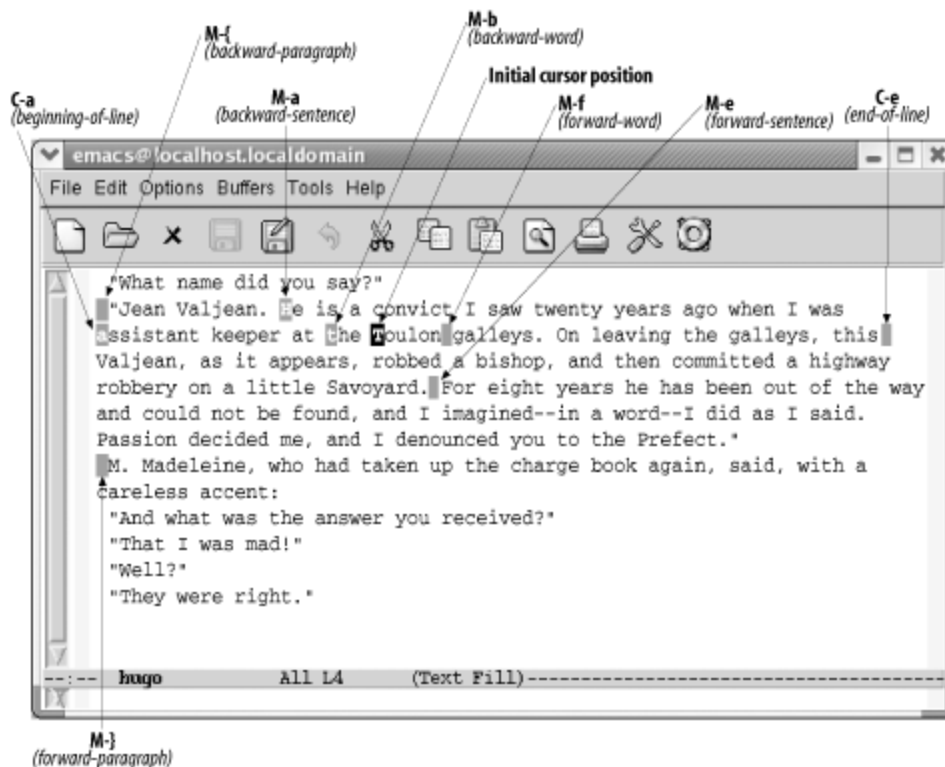 M-{
(backward-paragraph)
M-b
(backward-word)
Initial cursor position
C-a
(beginning-of-line)
M-a
(backward-sentence)
M-f
(forward-word)
M-e
(forward-sentence)
C-e
(end-of-line)
emacs@localhost.localdomain
File Edit Options Buffers Tools Help
"What name did you say?"
"Jean Valjean. He is a convict I saw twenty years ago when I was
assistant keeper at the Toulon galleys. On leaving the galleys, this
Valjean, as it appears, robbed a bishop, and then committed a highway
robbery on a little Savoyard. For eight years he has been out of the way
and could not be found, and I imagined--in a word--I did as I said.
Passion decided me, and I denounced you to the Prefect."
M. Madeleine, who had taken up the charge book again, said, with a
careless accent:
"And what was the answer you received?"
"That I was mad!"
"Well?"
"They were right."
--:-- hugo All L4 (Text Fill)-----------------------------------
M-}
(forward-paragraph)